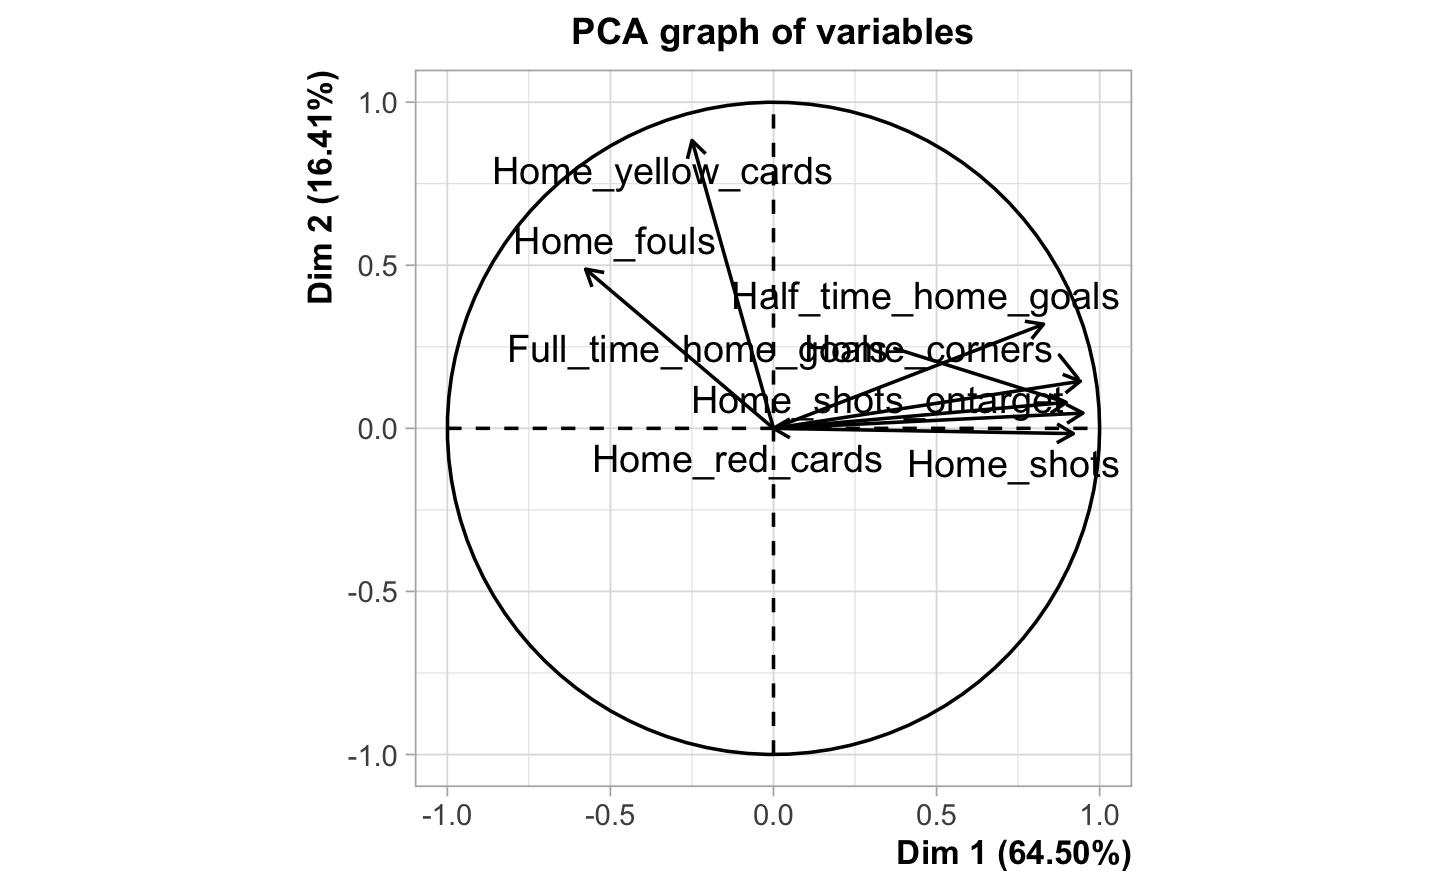 PCA graph of variables
Dim 2 (16.41%)
1.0
0.5
0.0
-0.5
-1.0
Home_yellow_cards
Home_fouls
Half_time_home_goals
Full_time_home_goals
Home_corners
Home_shots_ontarget
Home_red_cards
Home_shots
-1.0 -0.5 0.0 0.5 1.0
Dim 1 (64.50%)